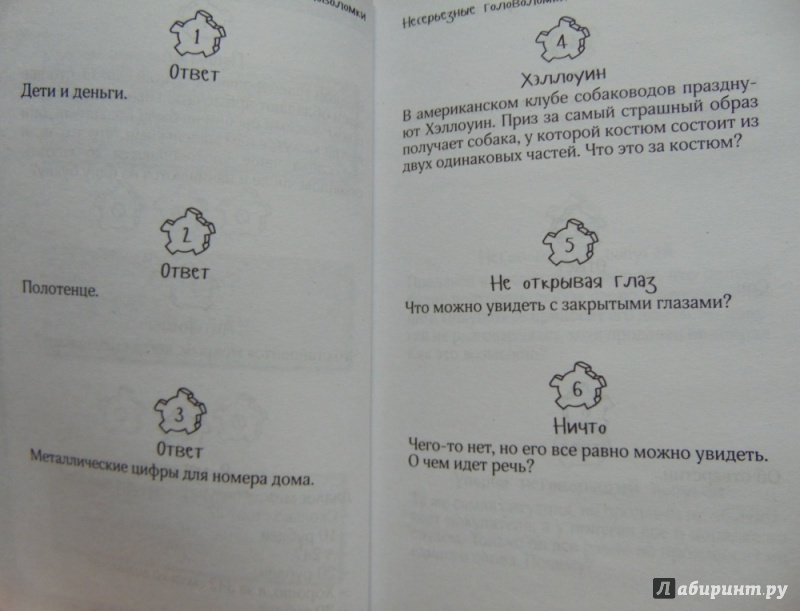 1
Ответ
Дети и деньги.
2
Ответ
Полотенце.
3
Ответ
Металлические цифры для номера дома.
Несерьезные головоломки
4
Хэллоуин
В американском клубе собаководов праздну-
ют Хэллоуин. Приз за самый страшный образ
получает собака, у которой костюм состоит из
двух одинаковых частей. Что это за костюм?
5
Не открывая глаз
Что можно увидеть с закрытыми глазами?
6
Ничто
Чего-то нет, но его все равно можно увидеть.
О чем идет речь?
Лабиринт.ру